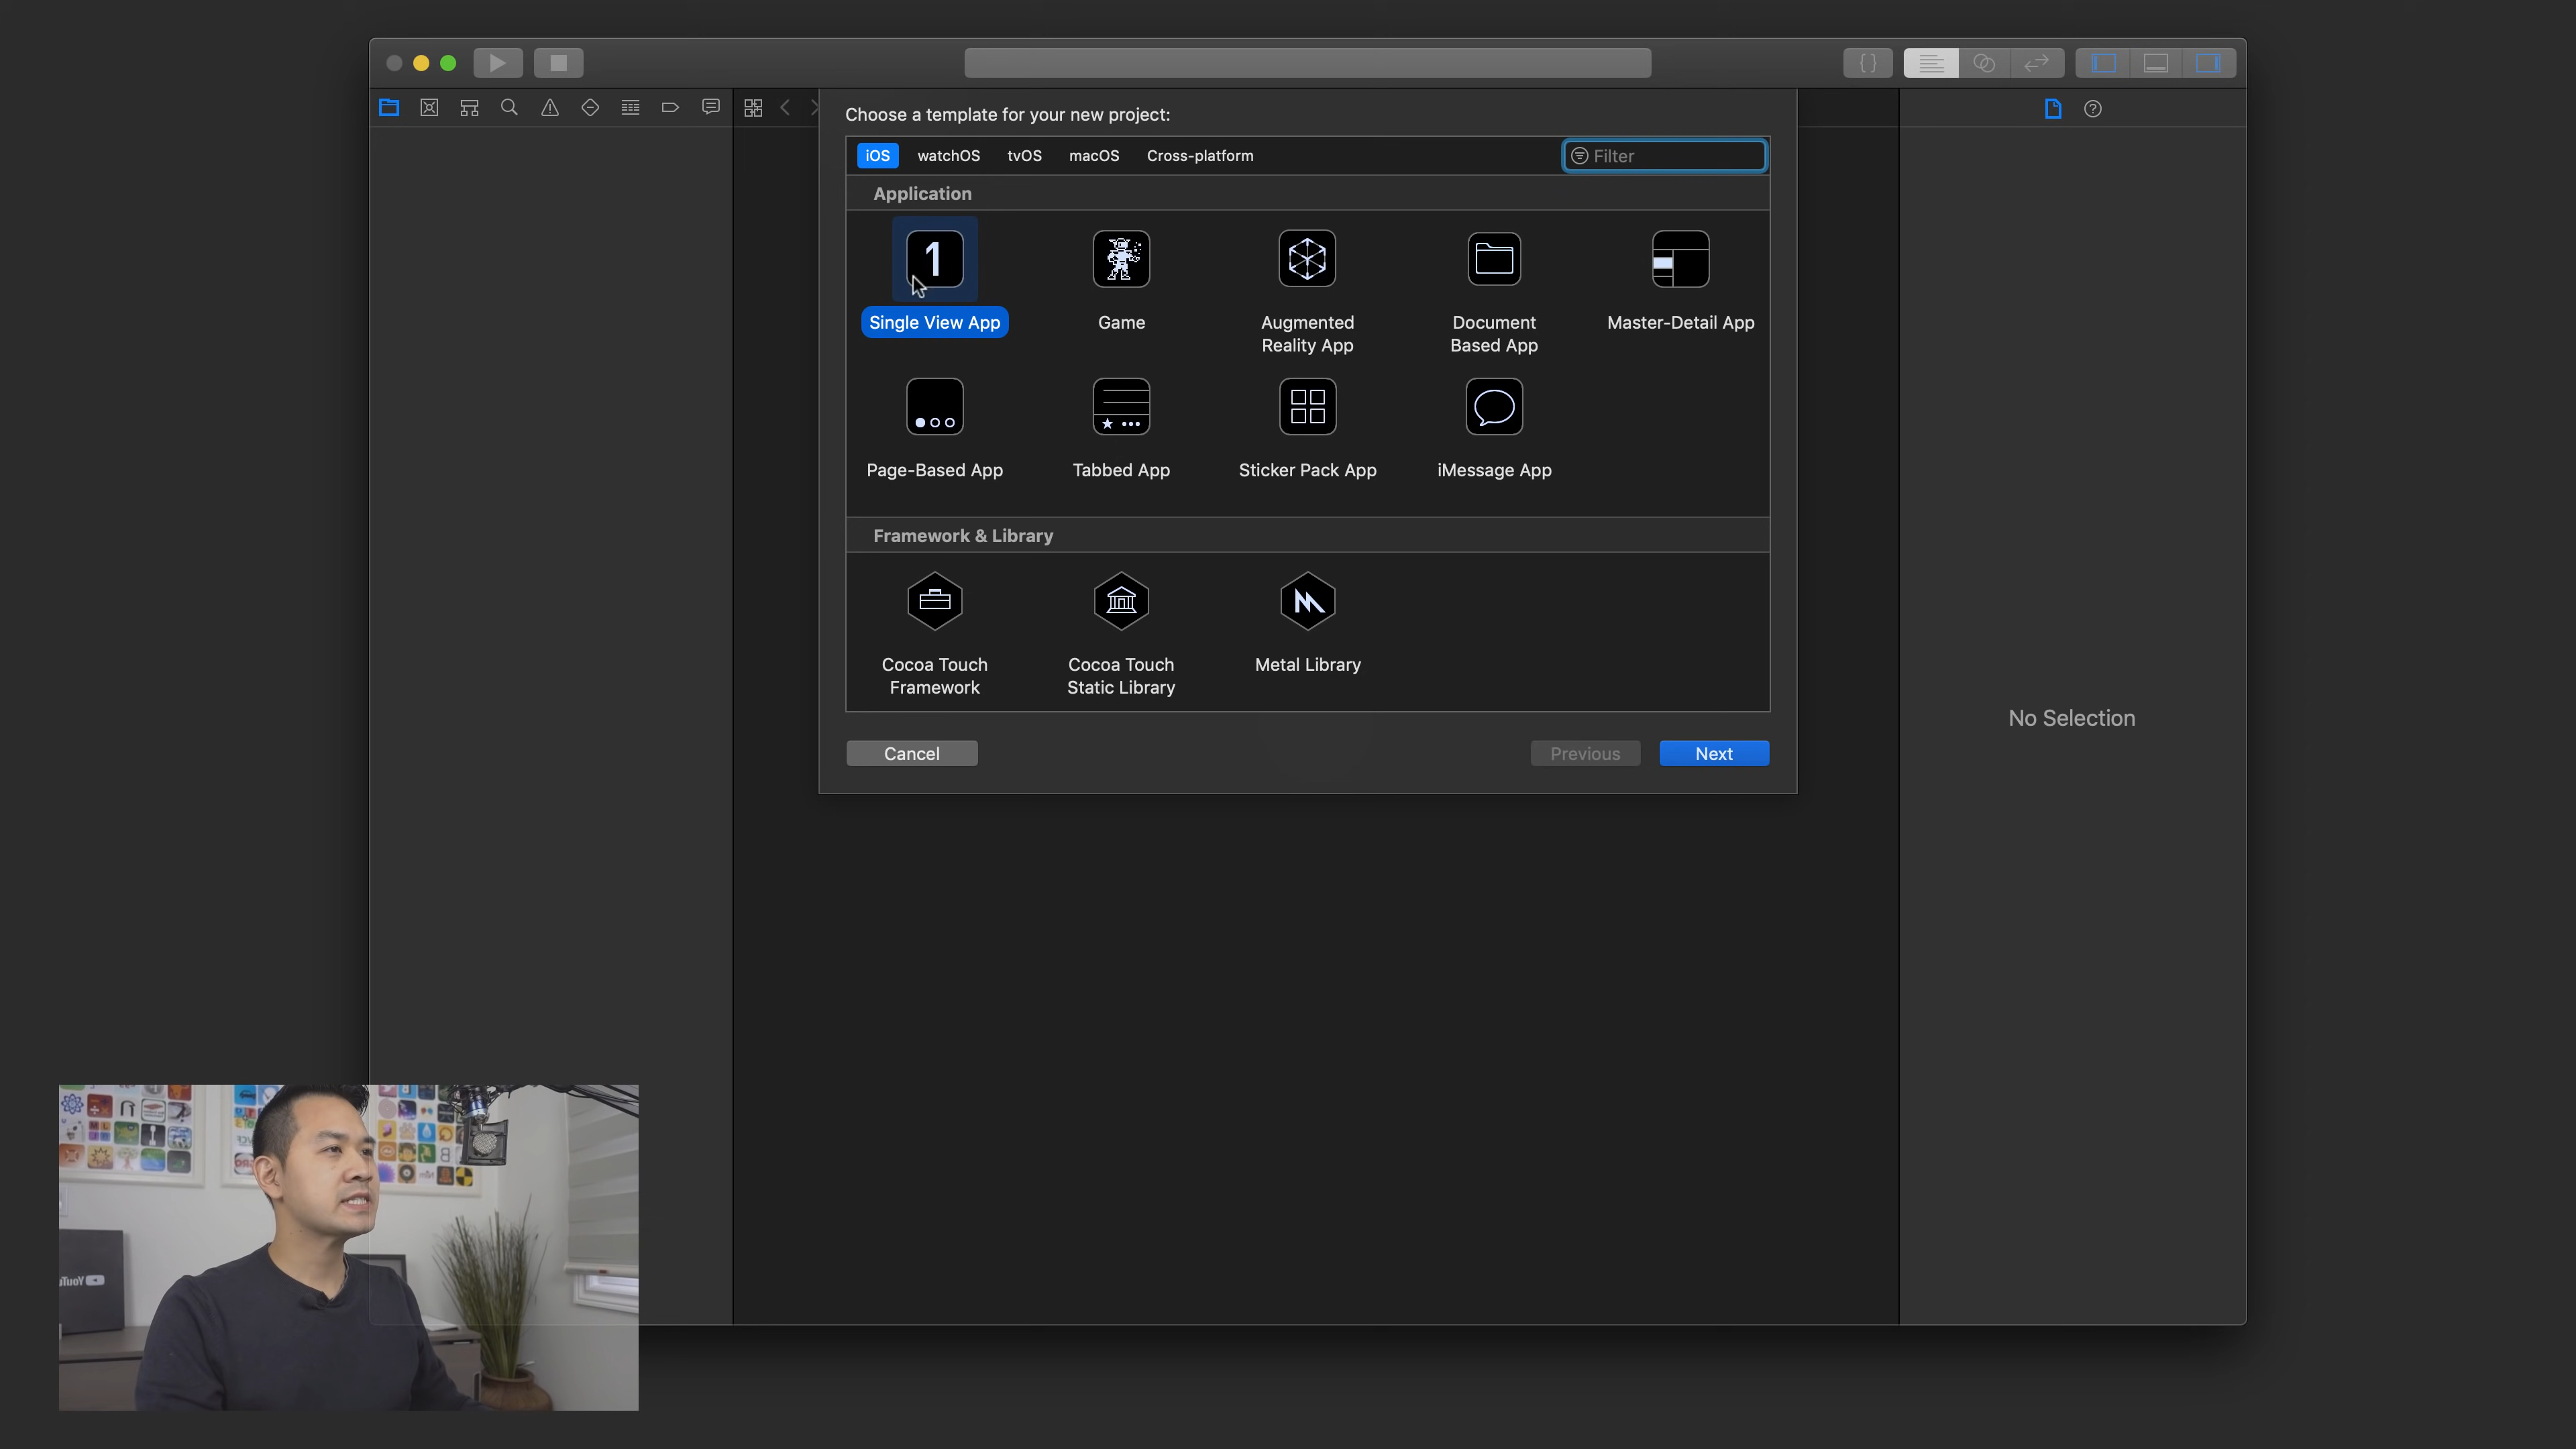 Choose a template for your new project:
iOS watchOS tvOS macOS Cross-platform
Filter
Application
1
Single View App
Game
Augmented
Reality App
Document
Based App
Master-Detail App
Page-Based App
Tabbed App
Sticker Pack App
iMessage App
Framework & Library
Cocoa Touch
Framework
Cocoa Touch
Static Library
Metal Library
Cancel
Previous
Next
No Selection